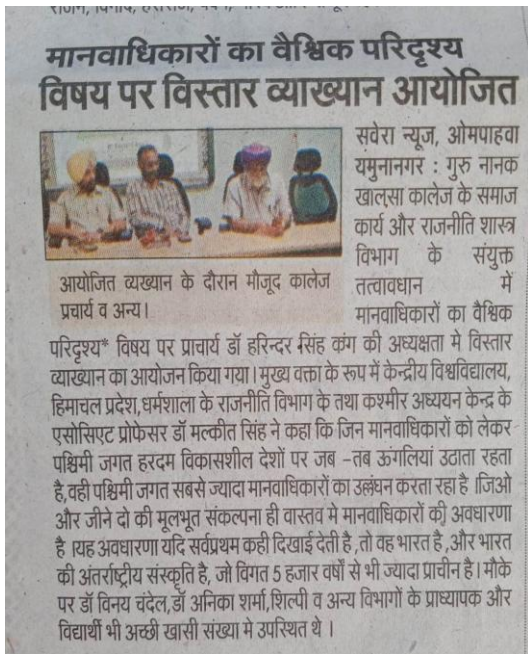 मानवाधिकारों का वैश्विक परिदृश्य
विषय पर विस्तार व्याख्यान आयोजित
सवेरा न्यूज, ओमपाहवा
यमुनानगर : गुरु नानक
खालसा कालेज के समाज
कार्य और राजनीति शास्त्र
विभाग के संयुक्त
तत्वावधान में
मानवाधिकारों का वैश्विक
आयोजित व्यख्यान के दौरान मौजूद कालेज
प्रचार्य व अन्य।
परिदृश्य* विषय पर प्राचार्य डॉ हरिन्दर सिंह कंग की अध्यक्षता मे विस्तार
व्याख्यान का आयोजन किया गया। मुख्य वक्ता के रूप में केन्द्रीय विश्वविद्यालय,
हिमाचल प्रदेश,धर्मशाला के राजनीति विभाग के तथा कश्मीर अध्ययन केन्द्र के
एसोसिएट प्रोफेसर डॉ मल्कीत सिंह ने कहा कि जिन मानवाधिकारों को लेकर
पश्चिमी जगत हरदम विकासशील देशों पर जब –तब ऊंगलियां उठाता रहता
है,वही पश्चिमी जगत सबसे ज्यादा मानवाधिकारों का उल्लंधन करता रहा है।जिओ
और जीने दो की मूलभूत संकल्पना ही वास्तव मे मानवाधिकारों की अवधारणा
है।यह अवधारणा यदि सर्वप्रथम कही दिखाई देती है,तो वह भारत है,और भारत
की अंतर्राष्ट्रीय संस्कृति है, जो विगत 5 हजार वर्षों से भी ज्यादा प्राचीन है। मौके
पर डॉ विनय चंदेल,डॉ अनिका शर्मा,शिल्पी व अन्य विभागों के प्राध्यापक और
विद्यार्थी भी अच्छी खासी संख्या मे उपस्थित थे।